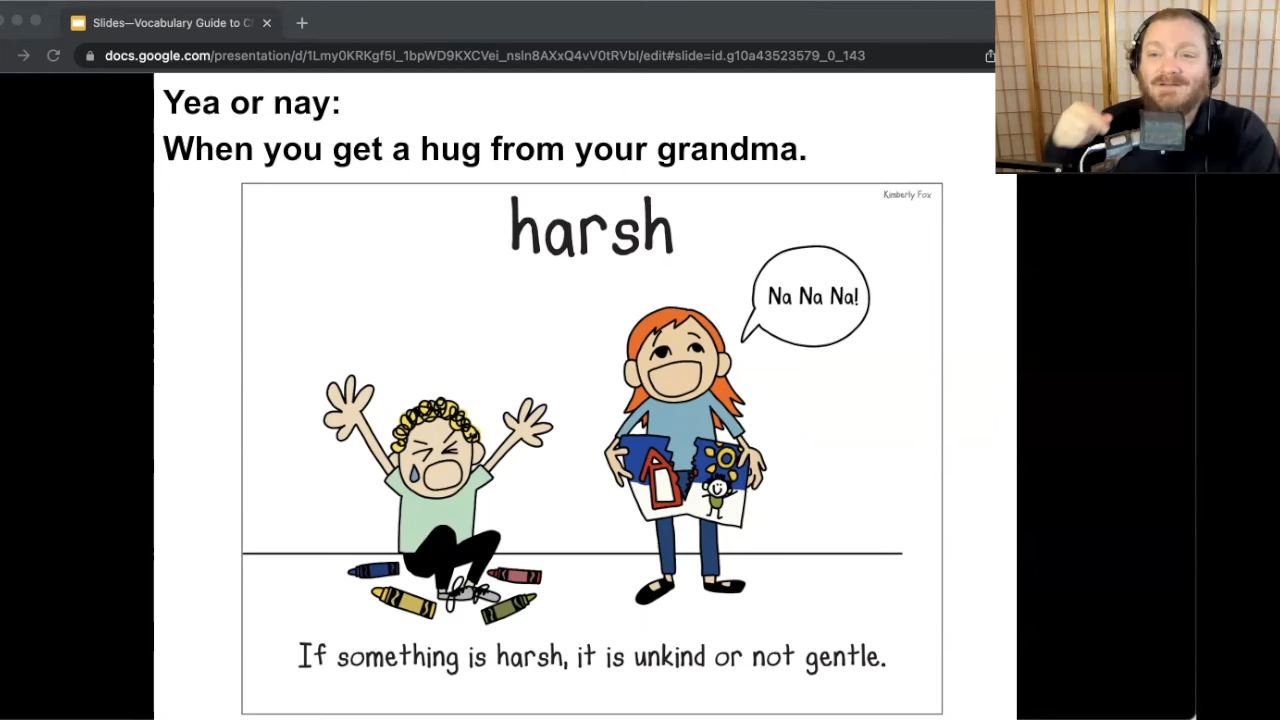 Slides—Vocabulary Guide to C
docs.google.com/presentation/d/1Lmy0KRKgf5I_1bpWD9KXCVei_nsIn8AXxQ4vV0tRVbI/edit#slide=id.g10a43523579_0_143
Yea or nay:
When you get a hug from your grandma.
Kimberly Fox
harsh
Na Na Na!
If something is harsh, it is unkind or not gentle.